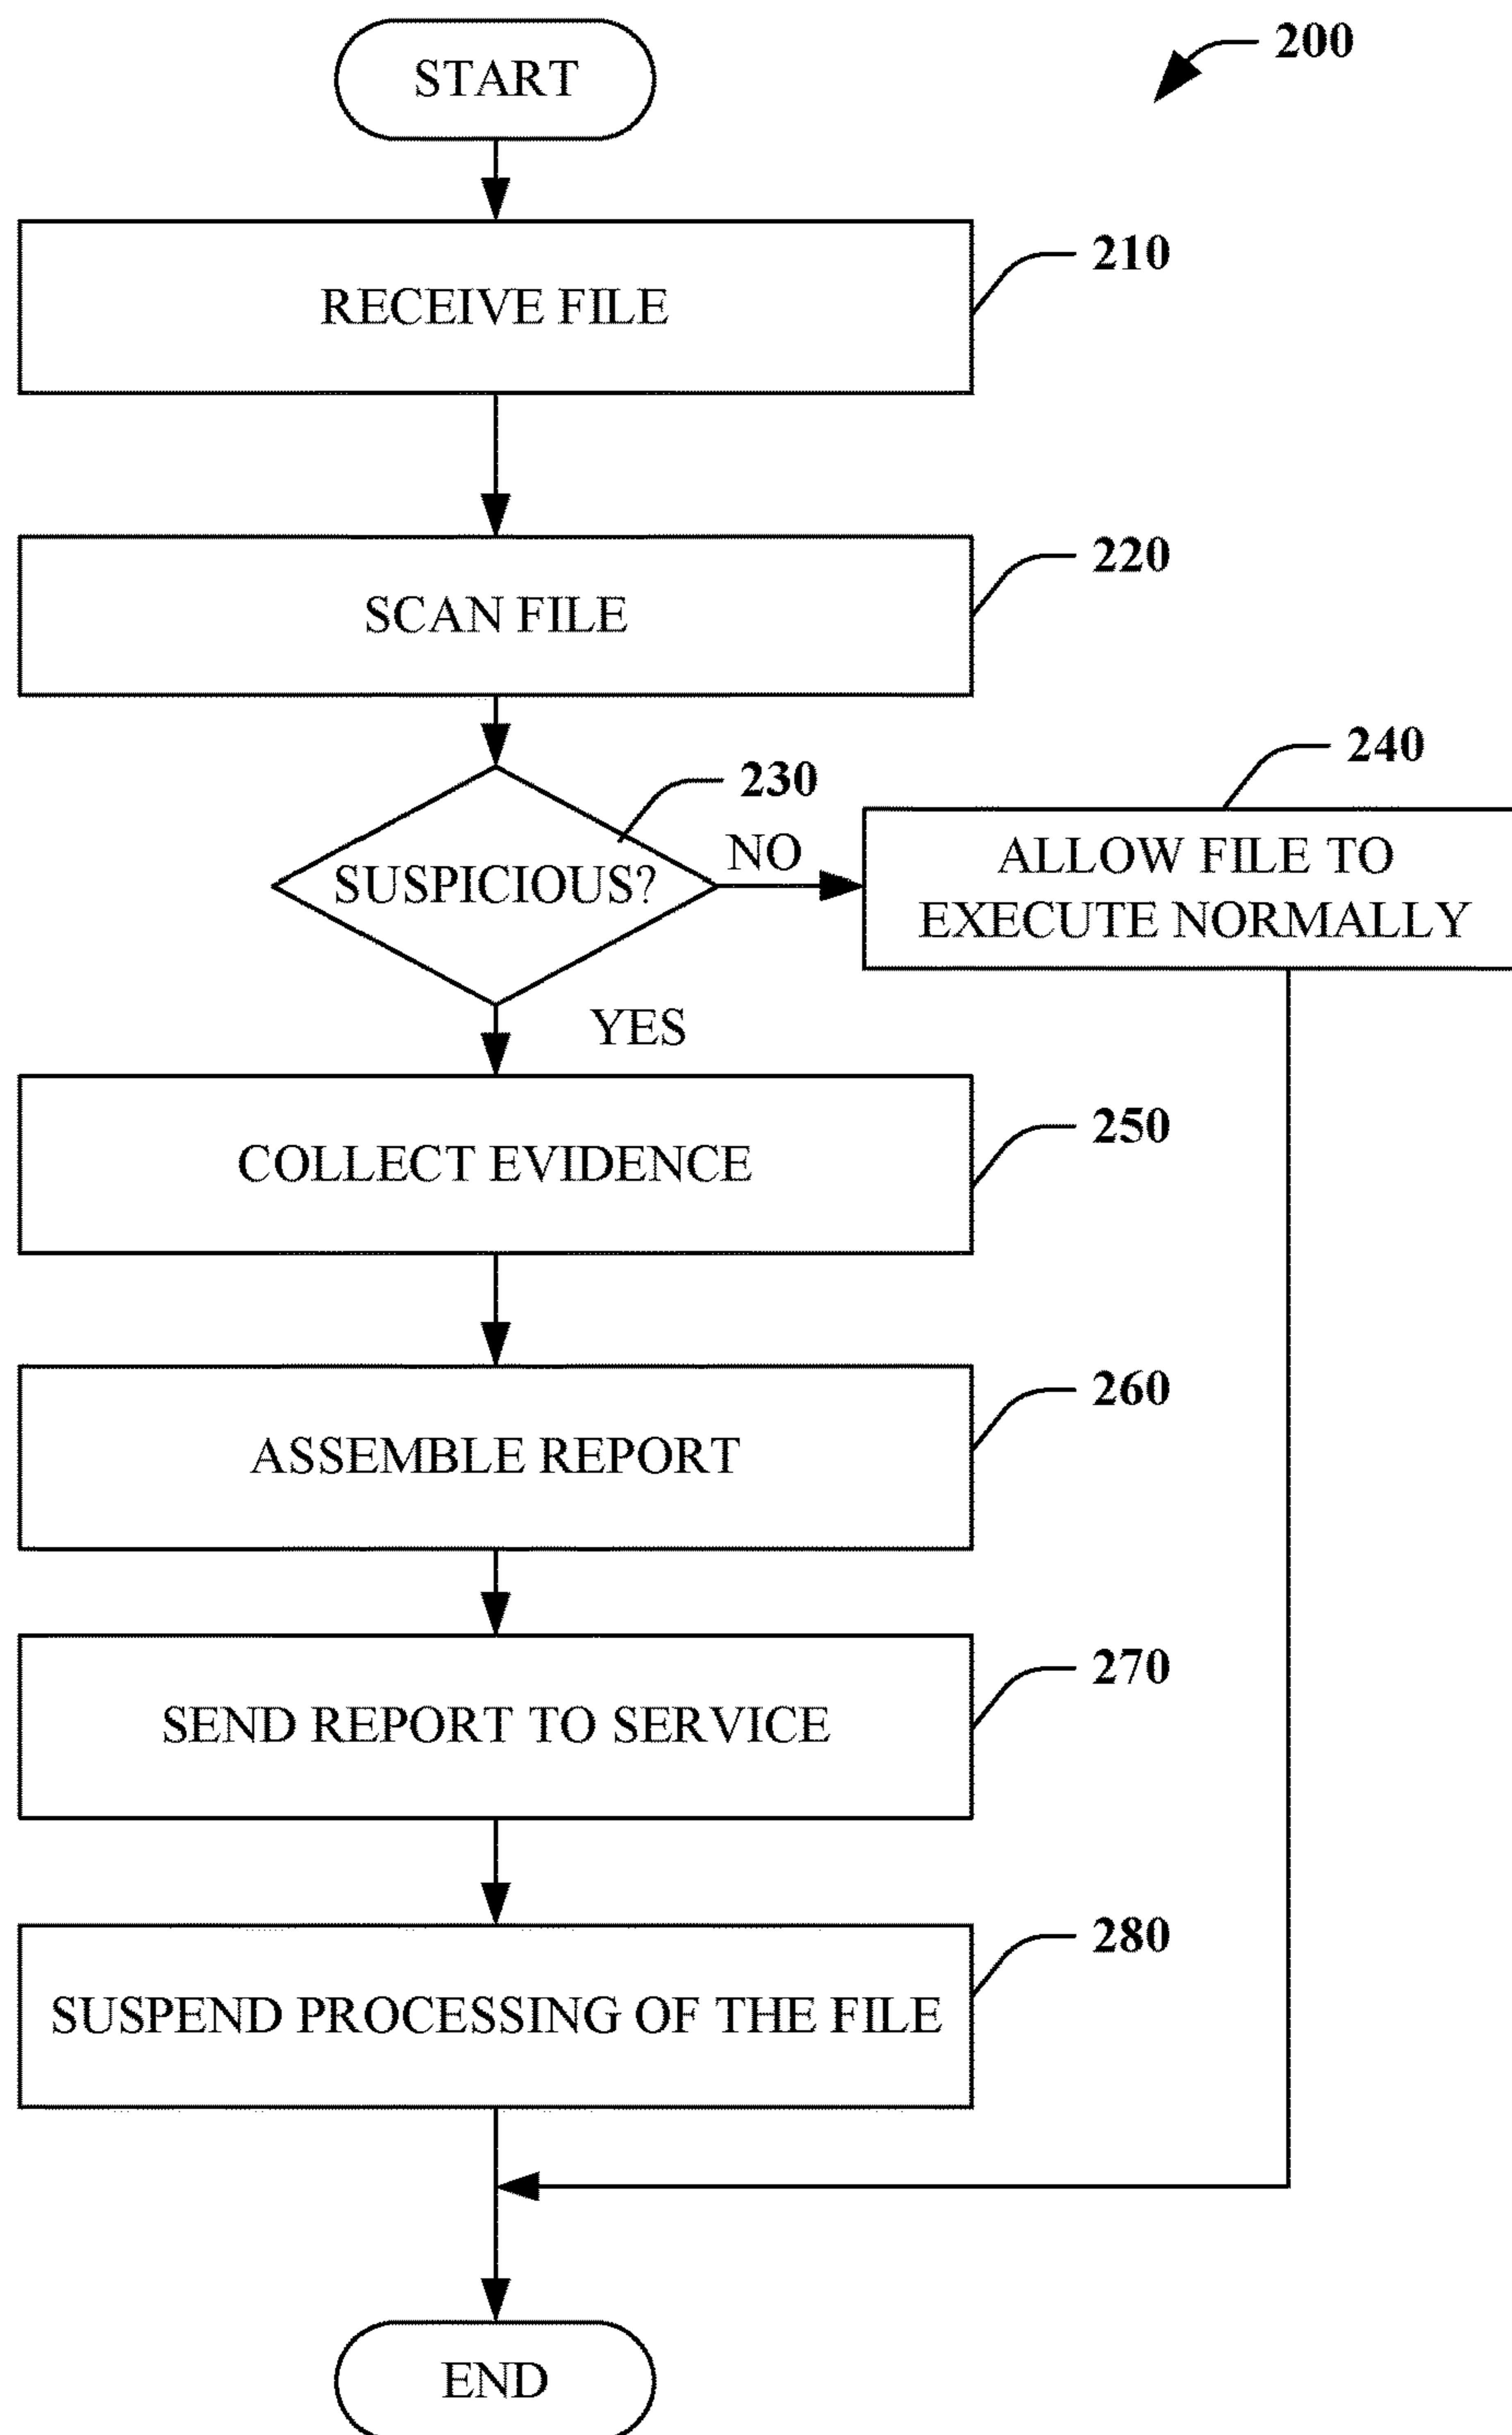 START
200
RECEIVE FILE
210
SCAN FILE
220
SUSPICIOUS?
230
NO
240
ALLOW FILE TO
EXECUTE NORMALLY
YES
COLLECT EVIDENCE
250
ASSEMBLE REPORT
260
SEND REPORT TO SERVICE
270
SUSPEND PROCESSING OF THE FILE
280
END